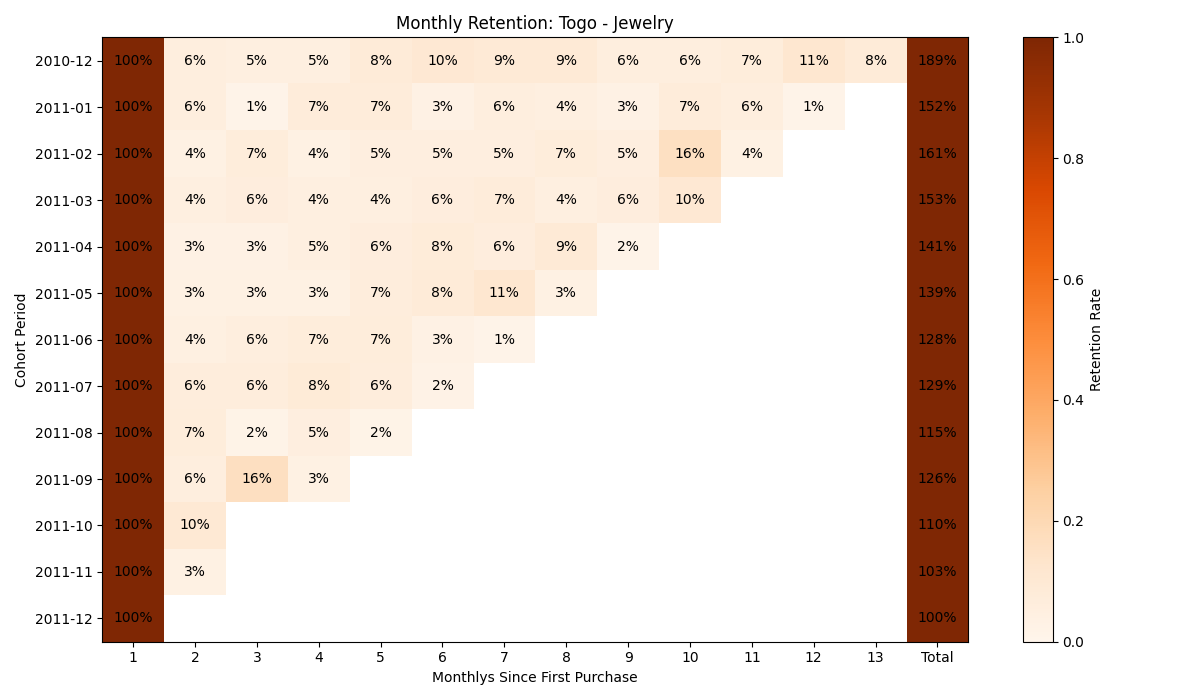 Monthly Retention: Togo - Jewelry
2010-12 100% 6% 5% 5% 8% 10% 9% 9% 6% 6% 7% 11% 8% 189%
2011-01 100% 6% 1% 7% 7% 3% 6% 4% 3% 7% 6% 1% 152%
2011-02 100% 4% 7% 4% 5% 5% 5% 7% 5% 16% 4% 161%
2011-03 100% 4% 6% 4% 4% 6% 7% 4% 6% 10% 153%
2011-04 100% 3% 3% 5% 6% 8% 6% 9% 2% 141%
2011-05 100% 3% 3% 3% 7% 8% 11% 3% 139%
2011-06 100% 4% 6% 7% 7% 3% 1% 128%
2011-07 100% 6% 6% 8% 6% 2% 129%
2011-08 100% 7% 2% 5% 2% 115%
2011-09 100% 6% 16% 3% 126%
2011-10 100% 10% 110%
2011-11 100% 3% 103%
2011-12 100% 100%
1 2 3 4 5 6 7 8 9 10 11 12 13 Total
Monthlys Since First Purchase
Cohort Period
1.0
0.8
0.6
0.4
0.2
0.0
Retention Rate